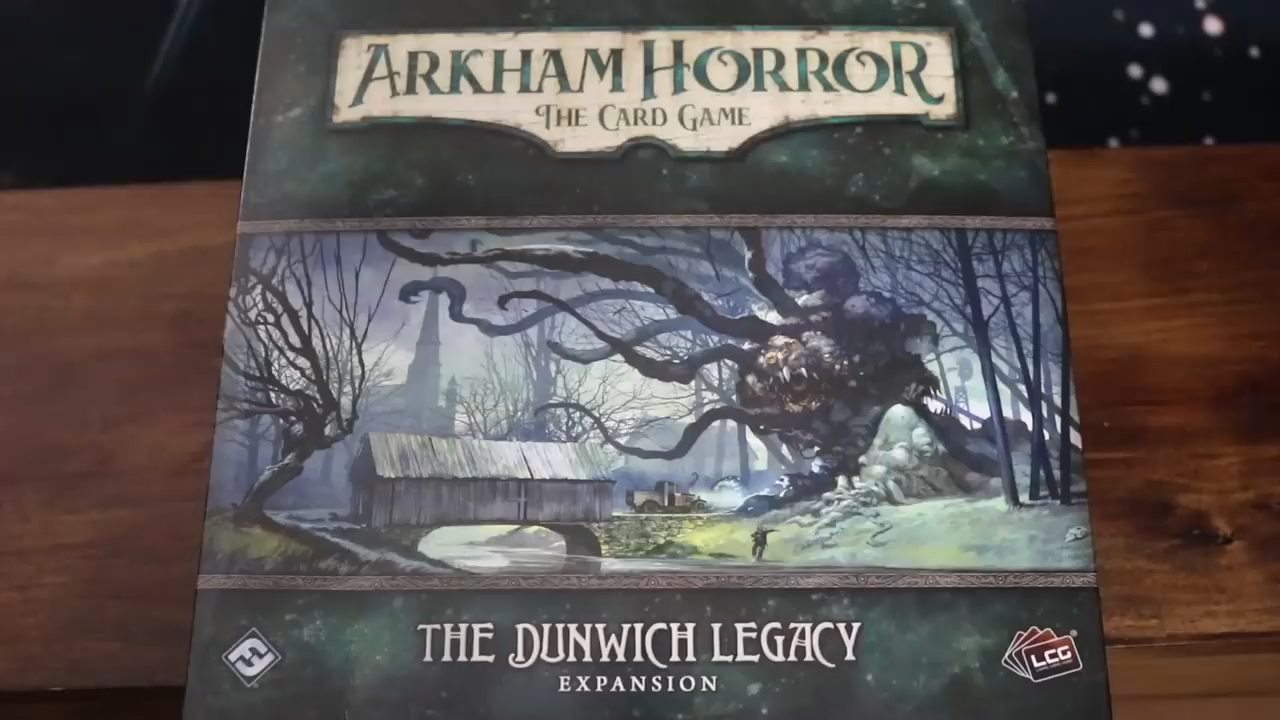 ARKHAM HORROR
THE CARD GAME
THE DUNWICH LEGACY
EXPANSION
LCG